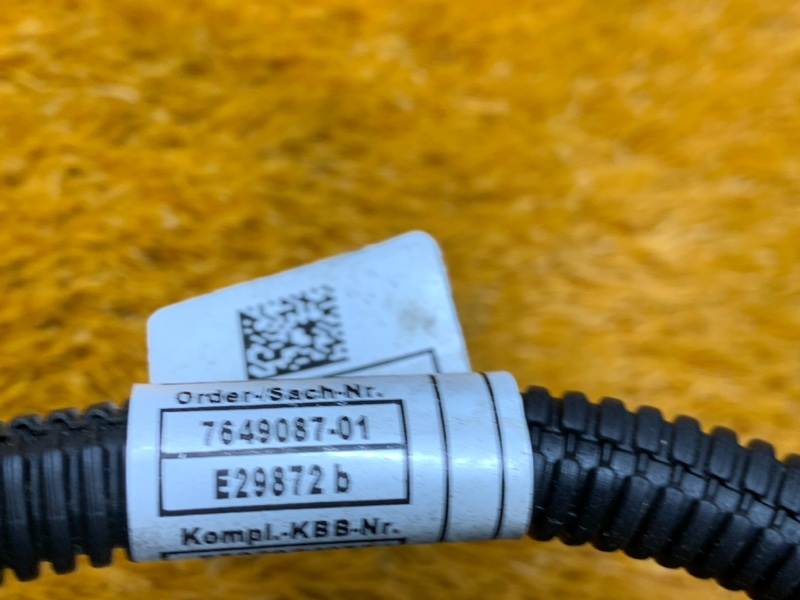 Order-/Sach-Nr.
7649087-01
E29872 b
Kompl.-KBB-Nr.